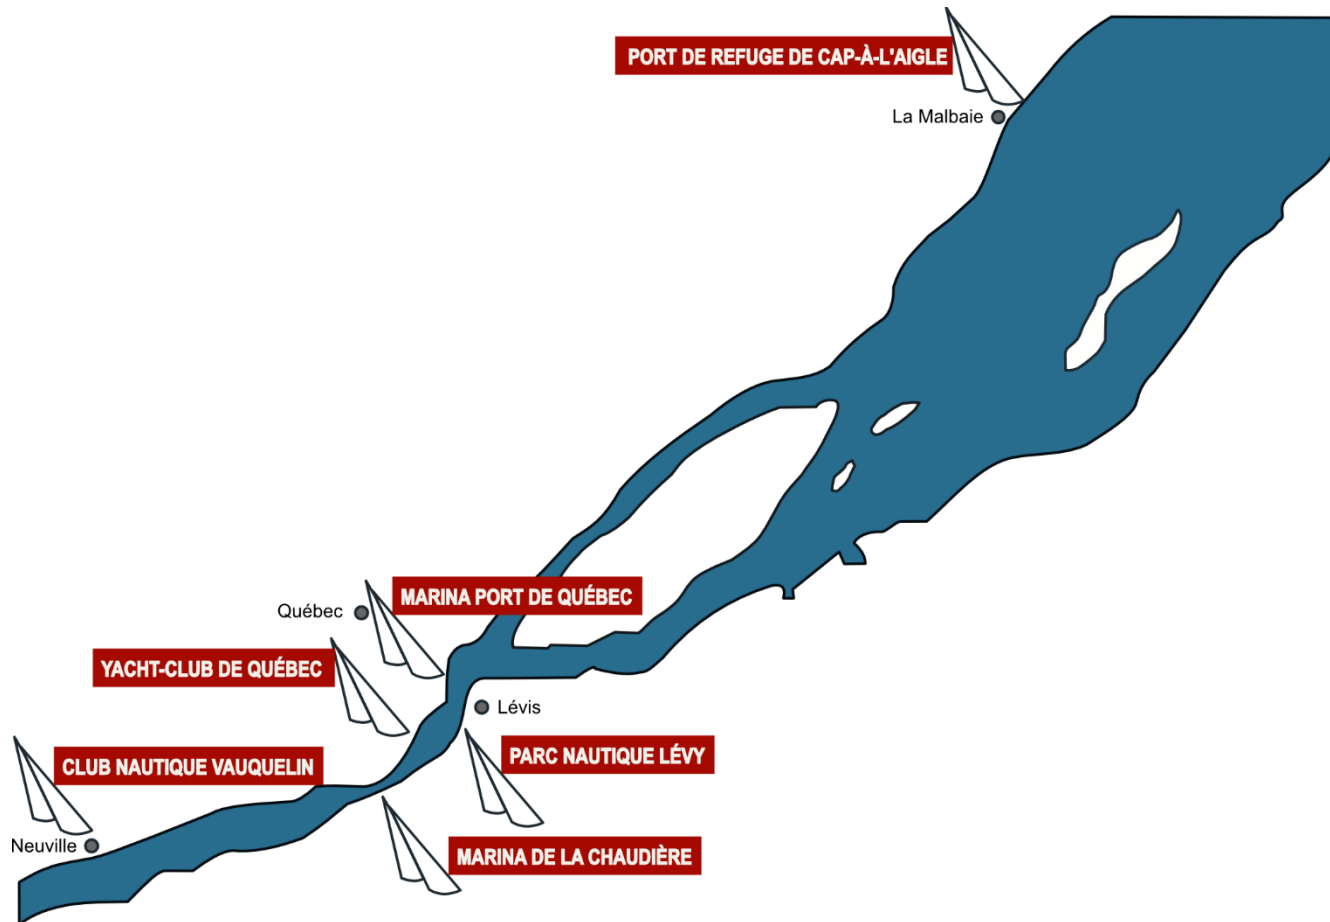 PORT DE REFUGE DE CAP-À-L'AIGLE
La Malbaie
MARINA PORT DE QUÉBEC
Québec
YACHT-CLUB DE QUÉBEC
Lévis
PARC NAUTIQUE LÉVY
CLUB NAUTIQUE VAUQUELIN
Neuville
MARINA DE LA CHAUDIÈRE